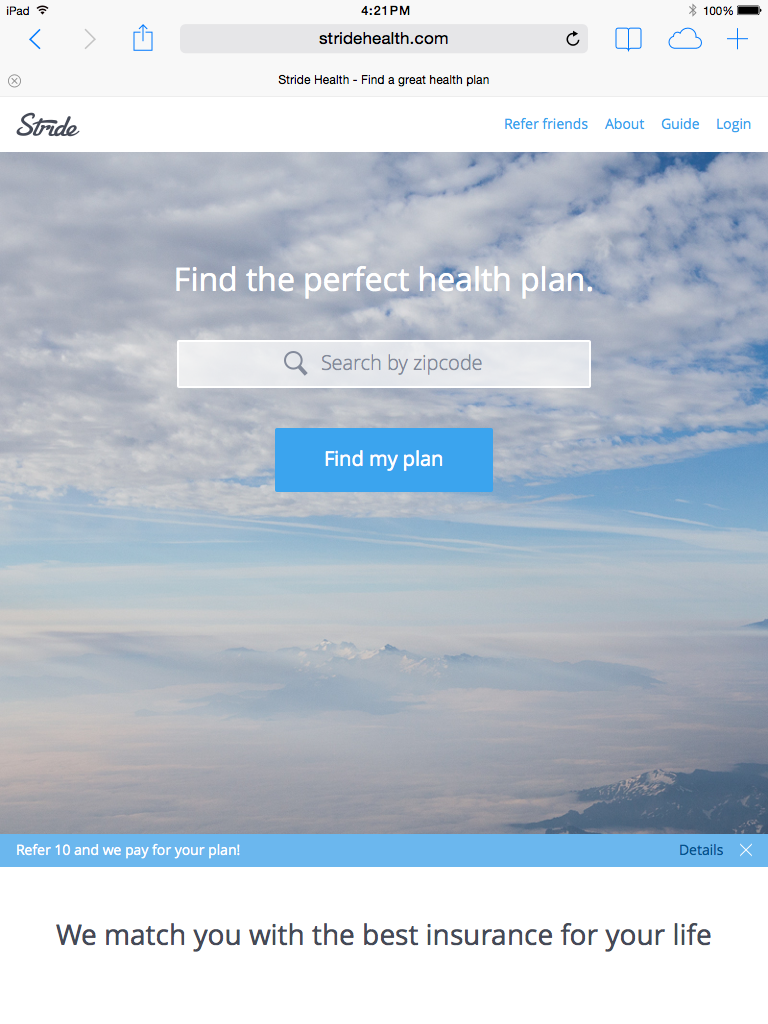 iPad 4:21PM 100%
stridehealth.com
Stride Health - Find a great health plan
Stride Refer friends About Guide Login
Find the perfect health plan.
Search by zipcode
Find my plan
Refer 10 and we pay for your plan! Details
We match you with the best insurance for your life